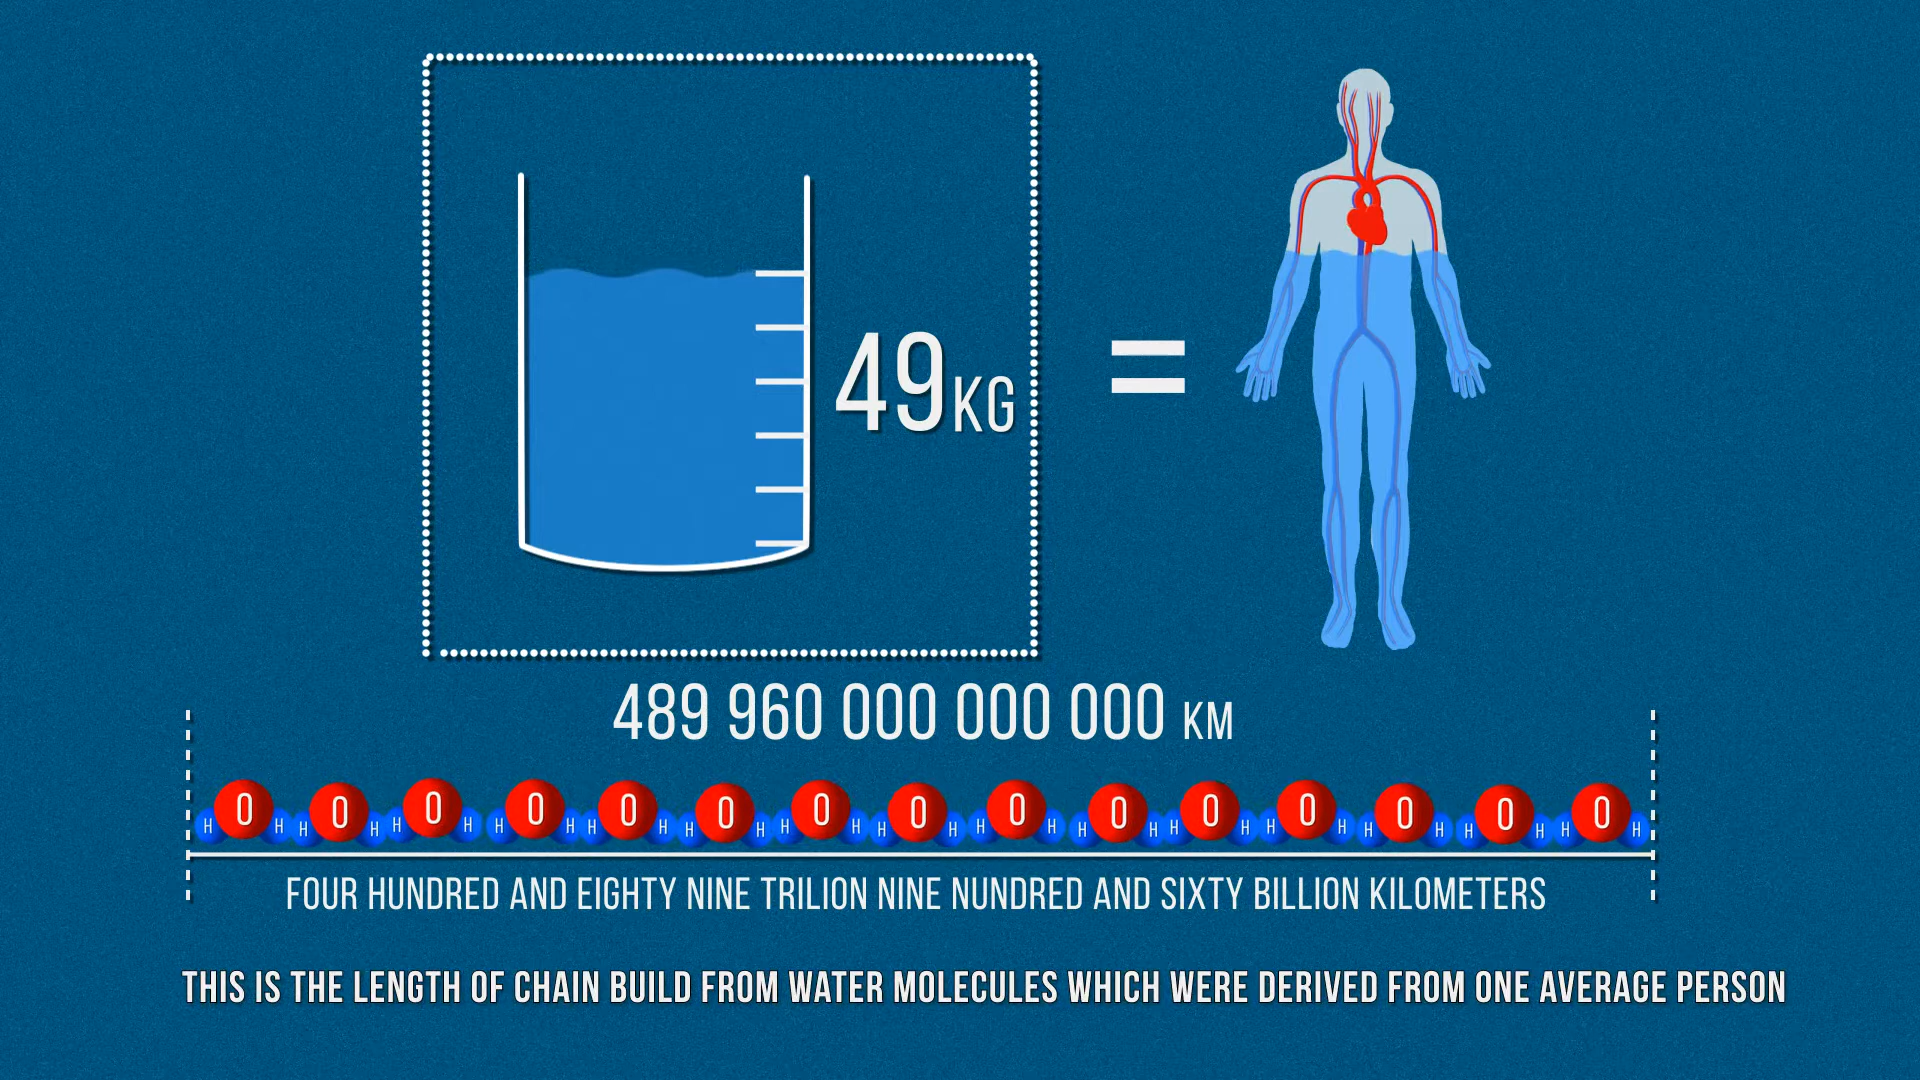 49KG
=
489 960 000 000 000 KM
H O H H O H H O H H O H H O H H O H H O H H O H H O H H O H H O H H O H H O H H O H H O H
FOUR HUNDRED AND EIGHTY NINE TRILION NINE NUNDRED AND SIXTY BILLION KILOMETERS
THIS IS THE LENGTH OF CHAIN BUILD FROM WATER MOLECULES WHICH WERE DERIVED FROM ONE AVERAGE PERSON